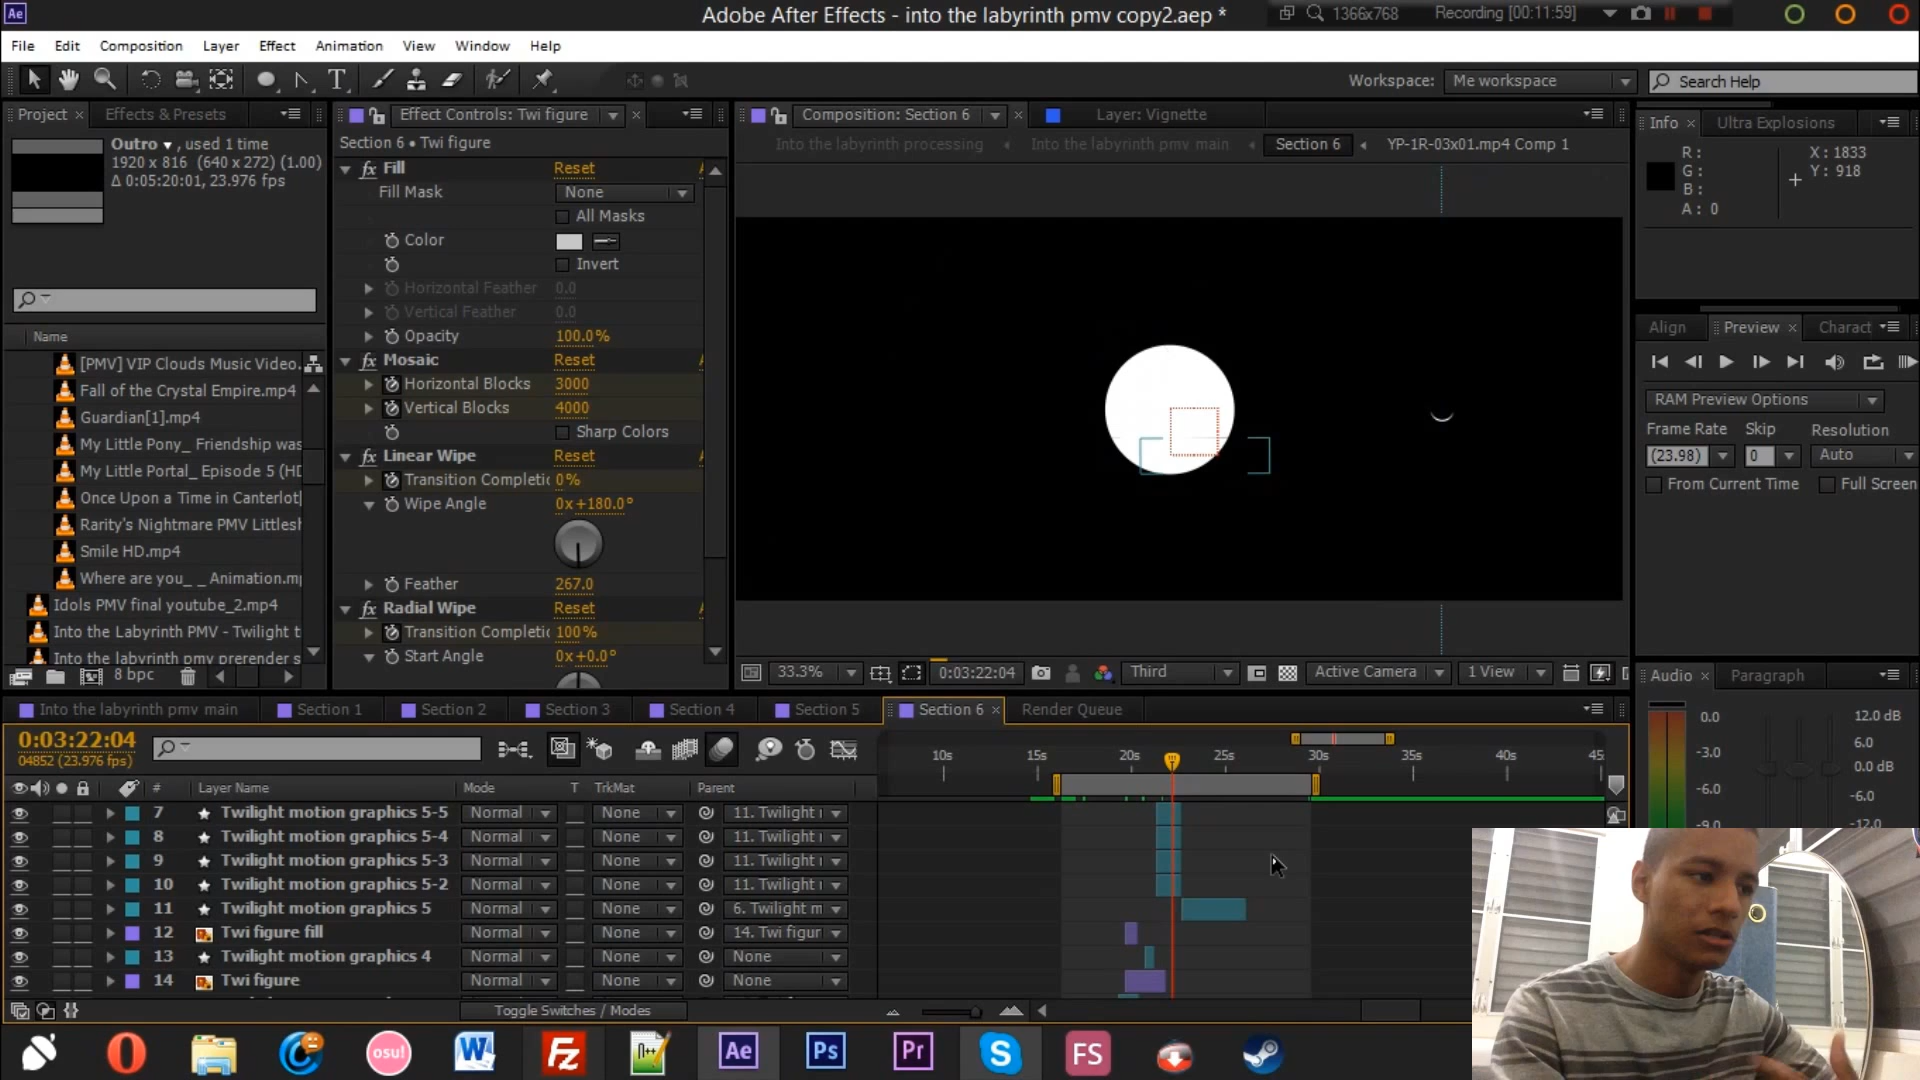 Ae
Adobe After Effects - into the labyrinth pmv copy2.aep *
1366x768
Recording [00:11:59]
File Edit Composition Layer Effect Animation View Window Help
Workspace: Me workspace
Search Help
Project × Effects & Presets
Outro ▾, used 1 time
1920 x 816 (640 x 272) (1.00)
Δ 0:05:20:01, 23.976 fps
Name
[PMV] VIP Clouds Music Video.
Fall of the Crystal Empire.mp4
Guardian[1].mp4
My Little Pony_ Friendship was
My Little Portal_ Episode 5 (HD
Once Upon a Time in Canterlot[
Rarity's Nightmare PMV Littlesh
Smile HD.mp4
Where are you_ _ Animation.mp
Idols PMV final youtube_2.mp4
Into the Labyrinth PMV - Twilight t
Into the labyrinth pmv prerender s
8 bpc
Effect Controls: Twi figure
Section 6 • Twi figure
fx Fill Reset
Fill Mask None
All Masks
Color
Invert
Horizontal Feather 0.0
Vertical Feather 0.0
Opacity 100.0%
fx Mosaic Reset
Horizontal Blocks 3000
Vertical Blocks 4000
Sharp Colors
fx Linear Wipe Reset
Transition Completio 0%
Wipe Angle 0x+180.0°
Feather 267.0
fx Radial Wipe Reset
Transition Completio 100%
Start Angle 0x+0.0°
Composition: Section 6 × Layer: Vignette
Into the labyrinth processing Into the labyrinth pmv main Section 6 YP-1R-03x01.mp4 Comp 1
33.3% 0:03:22:04 Third Active Camera 1 View
Info × Ultra Explosions
R: X: 1833
G: Y: 918
B:
A: 0
Align Preview × Charact
RAM Preview Options
Frame Rate Skip Resolution
(23.98) 0 Auto
From Current Time Full Screen
Audio × Paragraph
0.0 12.0 dB
-3.0 6.0
0.0 dB
-6.0 -6.0
-9.0 -12.0
Into the labyrinth pmv main Section 1 Section 2 Section 3 Section 4 Section 5 Section 6 × Render Queue
0:03:22:04
04852 (23.976 fps)
10s 15s 20s 25s 30s 35s 40s 45
# Layer Name Mode T TrkMat Parent
7 Twilight motion graphics 5-5 Normal None 11. Twilight
8 Twilight motion graphics 5-4 Normal None 11. Twilight
9 Twilight motion graphics 5-3 Normal None 11. Twilight
10 Twilight motion graphics 5-2 Normal None 11. Twilight
11 Twilight motion graphics 5 Normal None 6. Twilight m
12 Twi figure fill Normal None 14. Twi figur
13 Twilight motion graphics 4 Normal None None
14 Twi figure Normal None None
Toggle Switches / Modes
osu! W Fz n++ Ae Ps Pr S FS